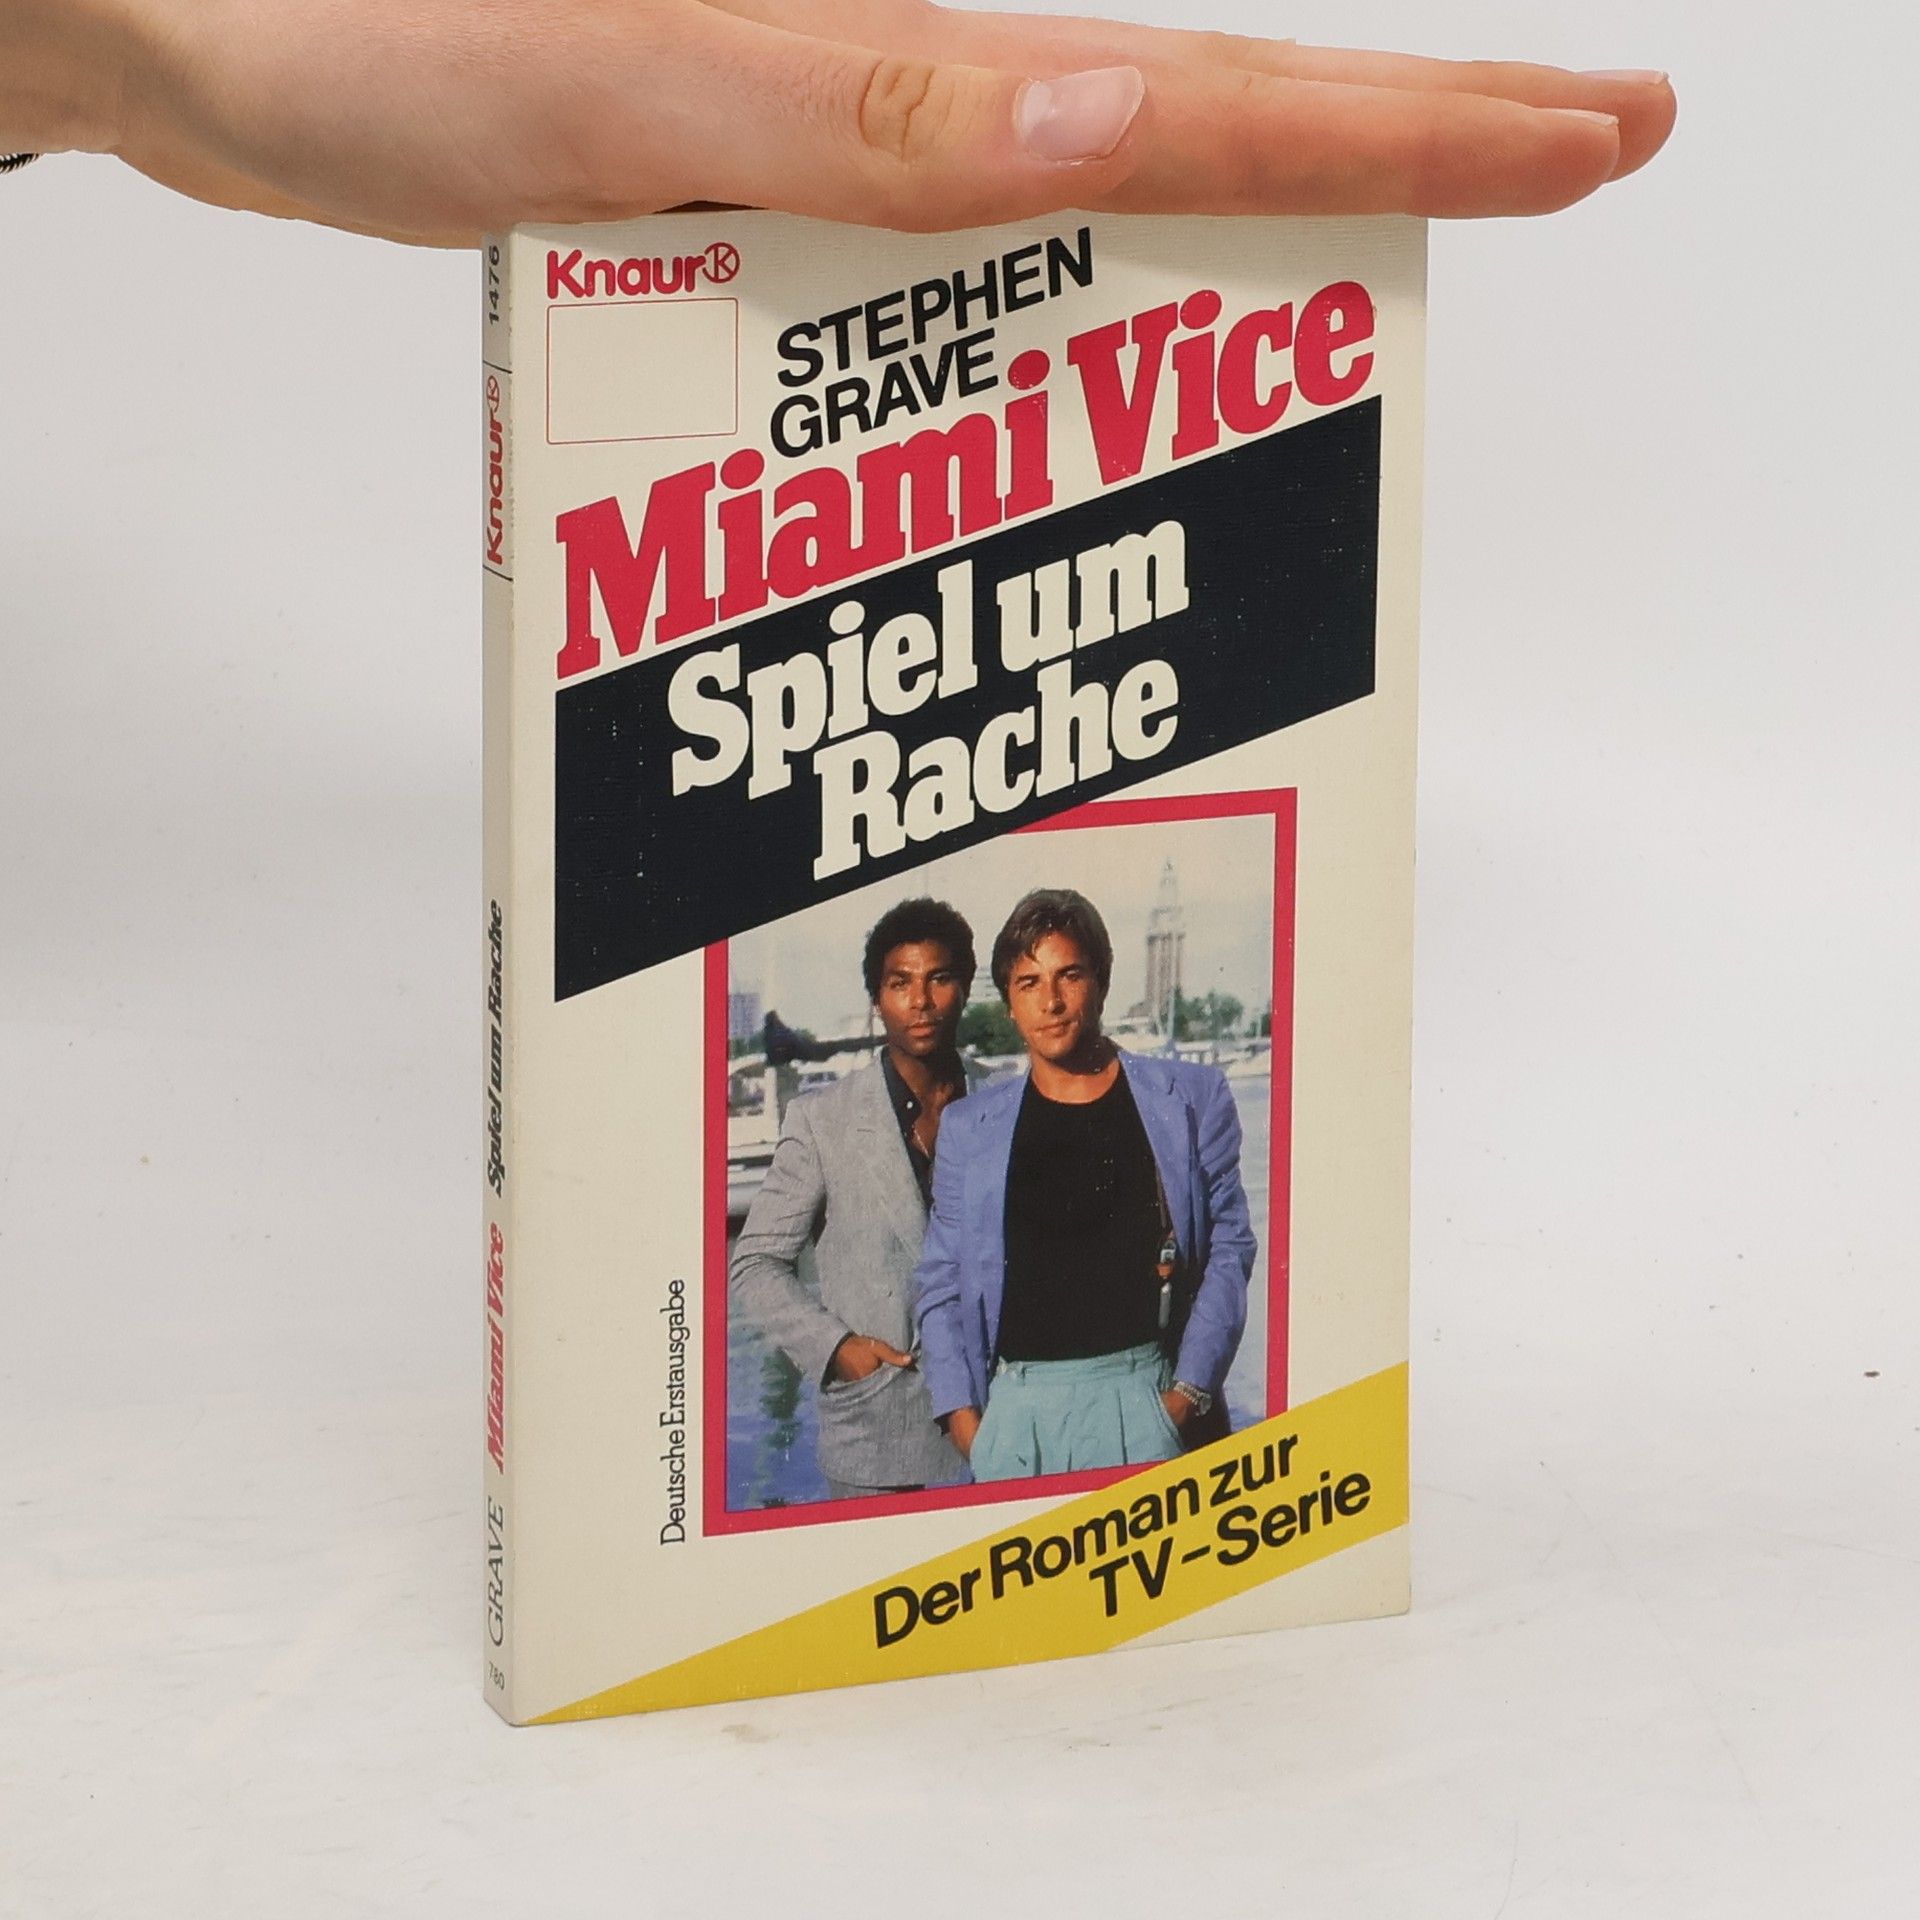 Knaur
STEPHEN
GRAVE
Miami Vice
Spiel um
Rache
Deutsche Erstausgabe
Der Roman zur
TV-Serie
1476
Knaur
Spiel um Rache
Miami Vice
GRAVE
780